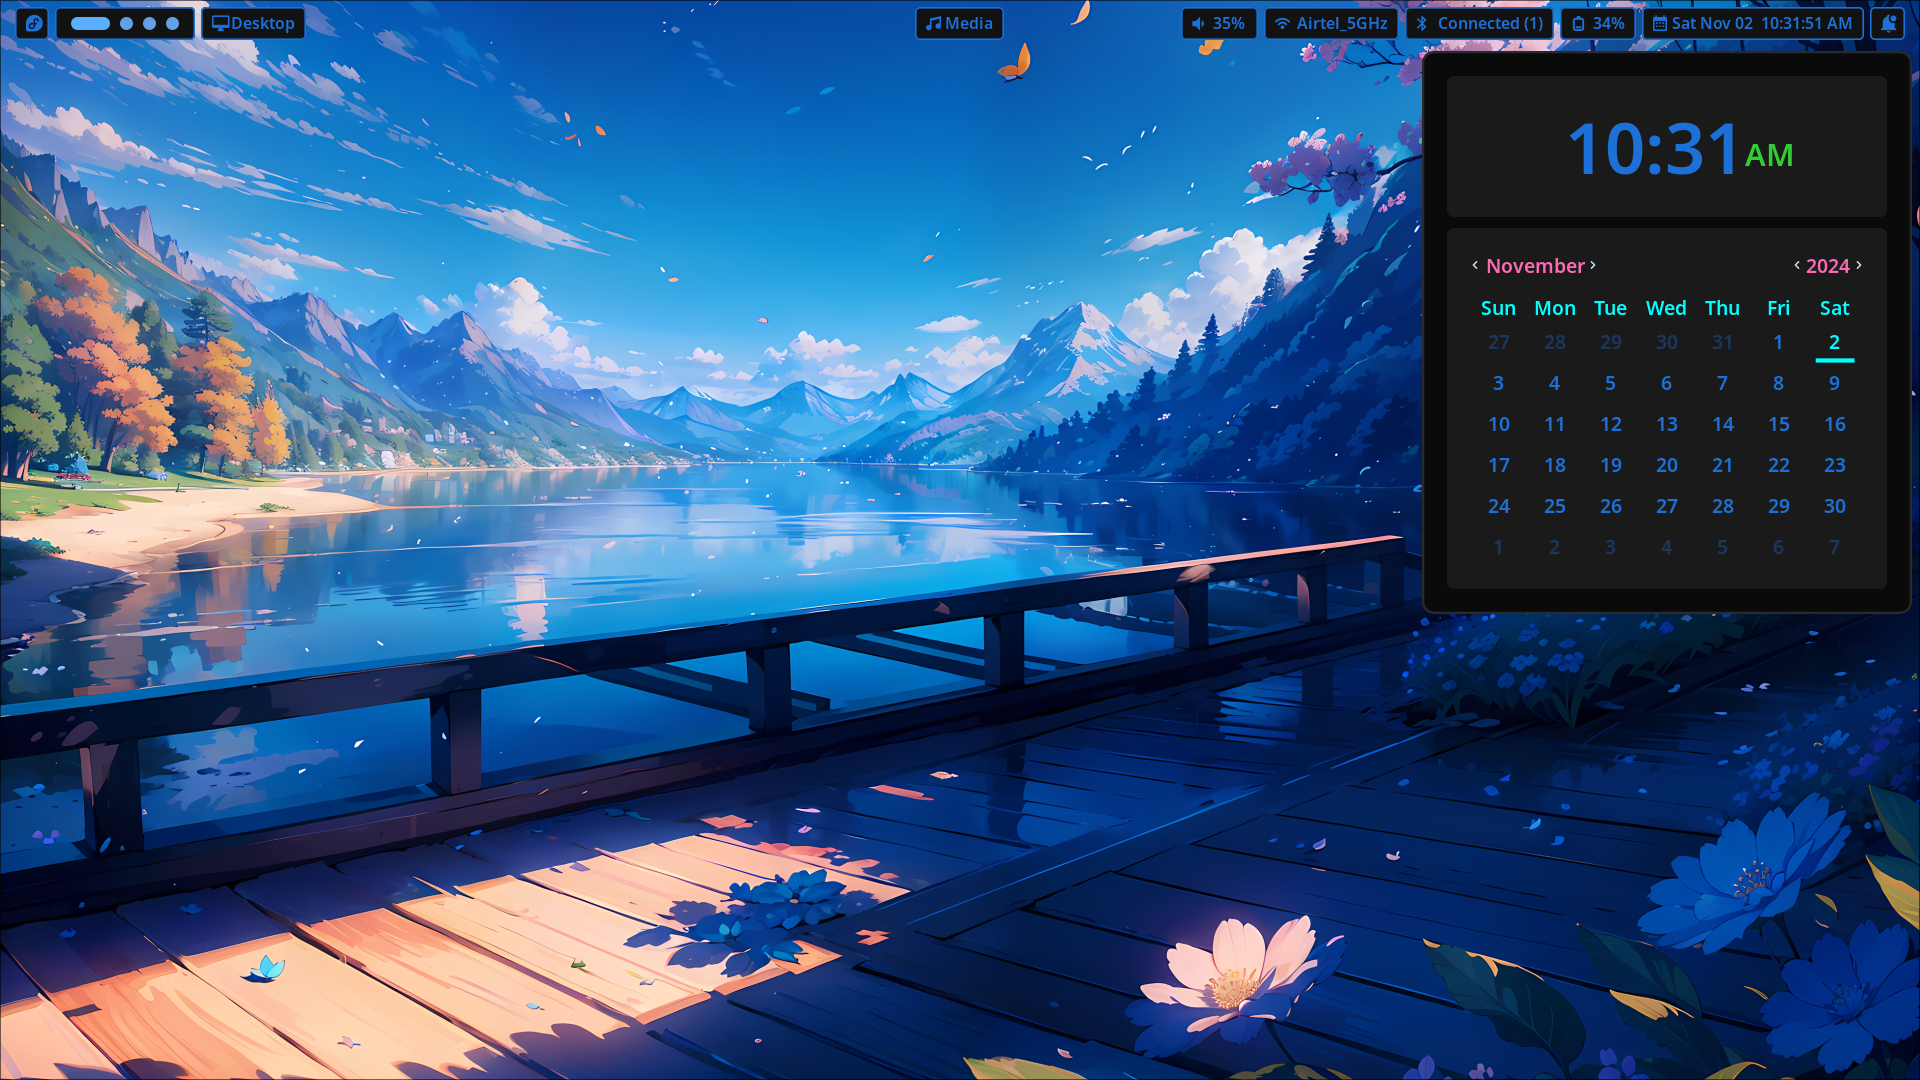 Desktop Media 35% Airtel_5GHz Connected (1) 34% Sat Nov 02 10:31:51 AM
10:31 AM
November 2024
Sun Mon Tue Wed Thu Fri Sat
27 28 29 30 31 1 2
3 4 5 6 7 8 9
10 11 12 13 14 15 16
17 18 19 20 21 22 23
24 25 26 27 28 29 30
1 2 3 4 5 6 7